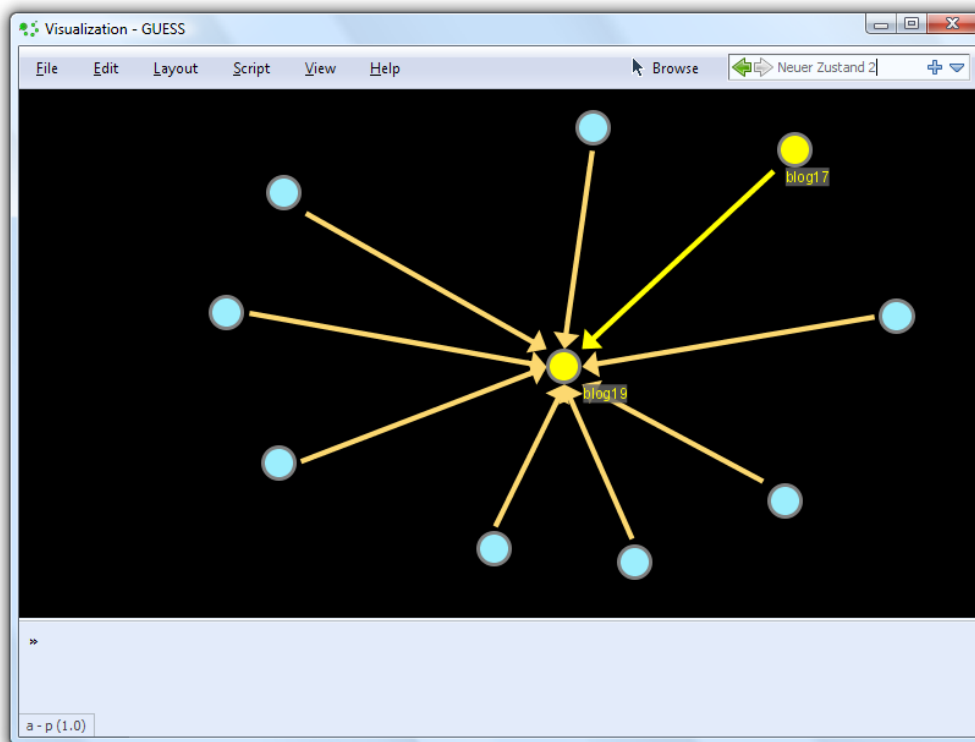 Visualization - GUESS
File Edit Layout Script View Help Browse Neuer Zustand 2
blog17
blog19
»
a - p (1.0)